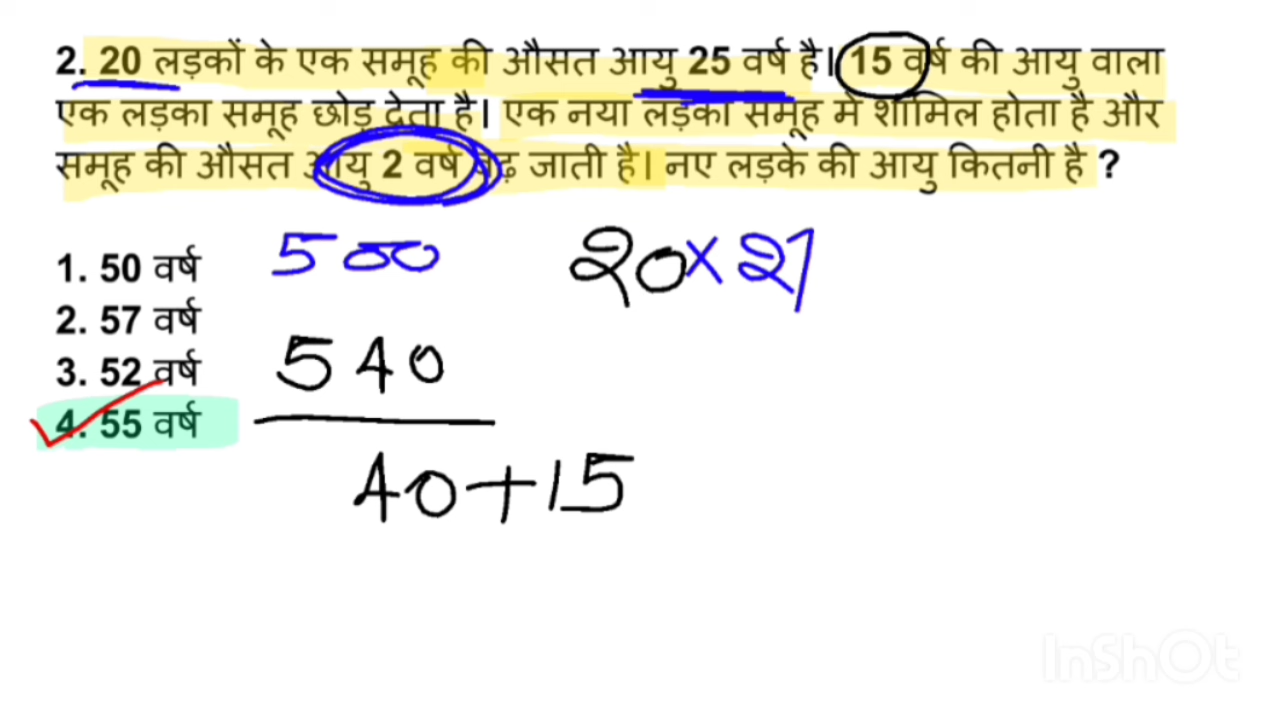 2. 20 लड़कों के एक समूह की औसत आयु 25 वर्ष है। 15 वर्ष की आयु वाला
एक लड़का समूह छोड़ देता है। एक नया लड़का समूह में शामिल होता है और
समूह की औसत आयु 2 वर्ष बढ़ जाती है। नए लड़के की आयु कितनी है ?
1. 50 वर्ष
2. 57 वर्ष
3. 52 वर्ष
4. 55 वर्ष
500
20×27
540
40+15
InShOt